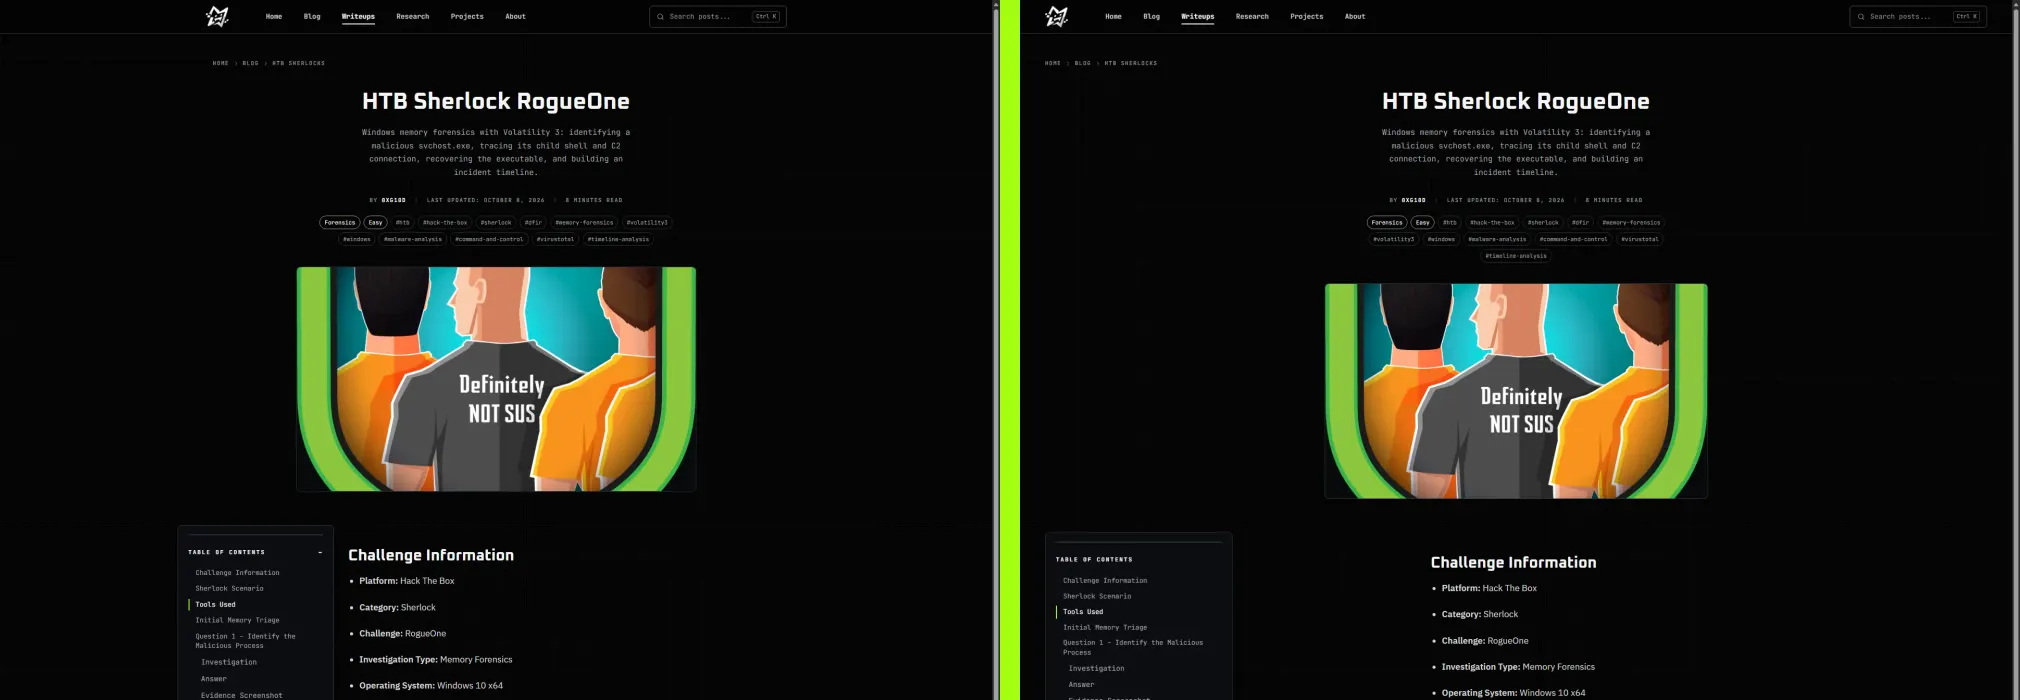 Home Blog Writeups Research Projects About Search posts... Ctrl K
HOME › BLOG › HTB SHERLOCKS
HTB Sherlock RogueOne
Windows memory forensics with Volatility 3: identifying a
malicious svchost.exe, tracing its child shell and C2
connection, recovering the executable, and building an
incident timeline.
BY 0XG10D | LAST UPDATED: OCTOBER 8, 2026 | 8 MINUTES READ
Forensics Easy #htb #hack-the-box #sherlock #dfir #memory-forensics #volatility3
#windows #malware-analysis #command-and-control #virustotal #timeline-analysis
Definitely
NOT SUS
TABLE OF CONTENTS −
Challenge Information
Sherlock Scenario
Tools Used
Initial Memory Triage
Question 1 - Identify the
Malicious Process
Investigation
Answer
Evidence Screenshot
Challenge Information
• Platform: Hack The Box
• Category: Sherlock
• Challenge: RogueOne
• Investigation Type: Memory Forensics
• Operating System: Windows 10 x64
Home Blog Writeups Research Projects About Search posts... Ctrl K
HOME › BLOG › HTB SHERLOCKS
HTB Sherlock RogueOne
Windows memory forensics with Volatility 3: identifying a
malicious svchost.exe, tracing its child shell and C2
connection, recovering the executable, and building an
incident timeline.
BY 0XG10D | LAST UPDATED: OCTOBER 8, 2026 | 8 MINUTES READ
Forensics Easy #htb #hack-the-box #sherlock #dfir #memory-forensics
#volatility3 #windows #malware-analysis #command-and-control #virustotal
#timeline-analysis
Definitely
NOT SUS
TABLE OF CONTENTS
Challenge Information
Sherlock Scenario
Tools Used
Initial Memory Triage
Question 1 - Identify the Malicious
Process
Investigation
Answer
Evidence Screenshot
Challenge Information
• Platform: Hack The Box
• Category: Sherlock
• Challenge: RogueOne
• Investigation Type: Memory Forensics
• Operating System: Windows 10 x64